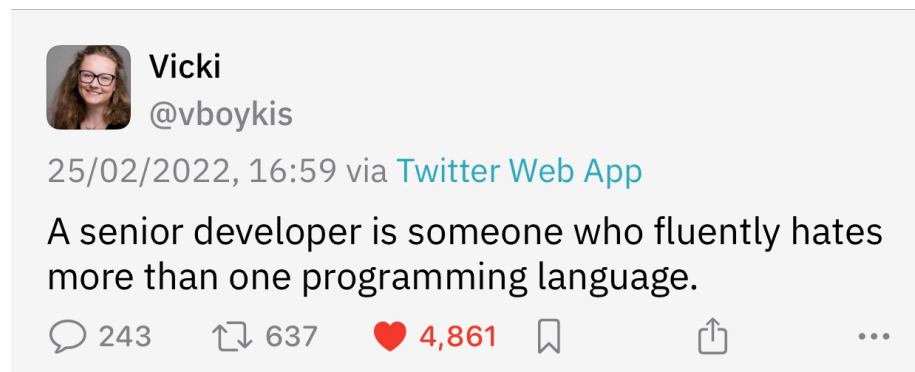 Vicki
@vboykis
25/02/2022, 16:59 via Twitter Web App
A senior developer is someone who fluently hates
more than one programming language.
243 637 4,861